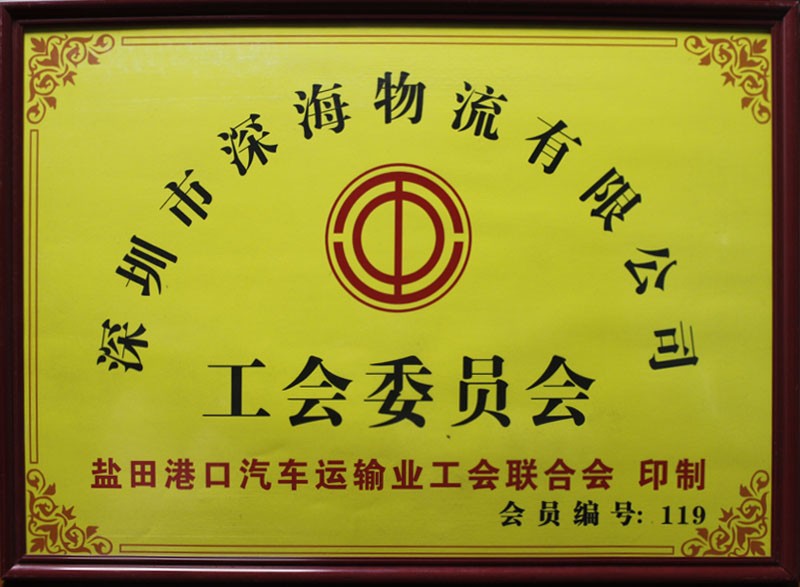 深圳市深海物流有限公司
工会委员会
盐田港口汽车运输业工会联合会 印制
会员编号: 119